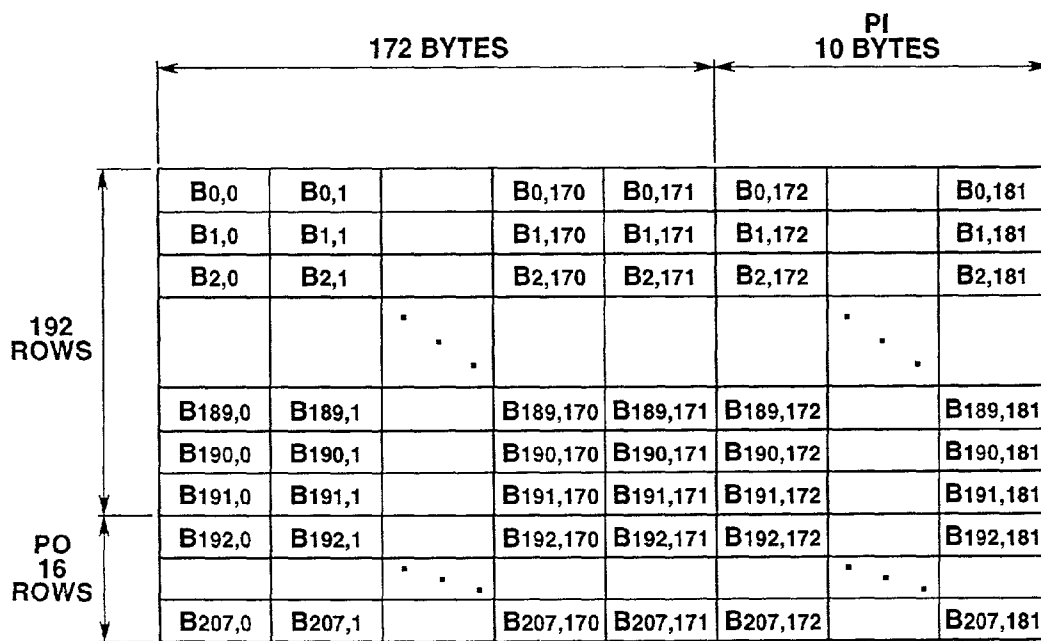 PI
172 BYTES 10 BYTES
B0,0 B0,1 B0,170 B0,171 B0,172 B0,181
B1,0 B1,1 B1,170 B1,171 B1,172 B1,181
B2,0 B2,1 B2,170 B2,171 B2,172 B2,181
192
ROWS
B189,0 B189,1 B189,170 B189,171 B189,172 B189,181
B190,0 B190,1 B190,170 B190,171 B190,172 B190,181
B191,0 B191,1 B191,170 B191,171 B191,172 B191,181
B192,0 B192,1 B192,170 B192,171 B192,172 B192,181
PO
16
ROWS
B207,0 B207,1 B207,170 B207,171 B207,172 B207,181